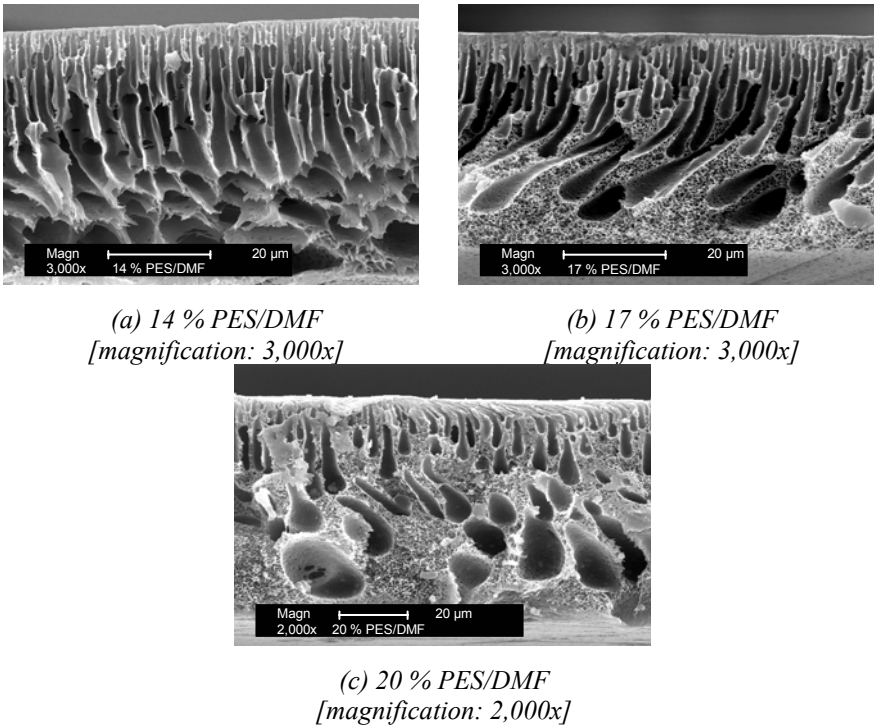 Magn 20 µm
3,000x 14 % PES/DMF
Magn 20 µm
3,000x 17 % PES/DMF
(a) 14 % PES/DMF
[magnification: 3,000x]
(b) 17 % PES/DMF
[magnification: 3,000x]
Magn 20 µm
2,000x 20 % PES/DMF
(c) 20 % PES/DMF
[magnification: 2,000x]